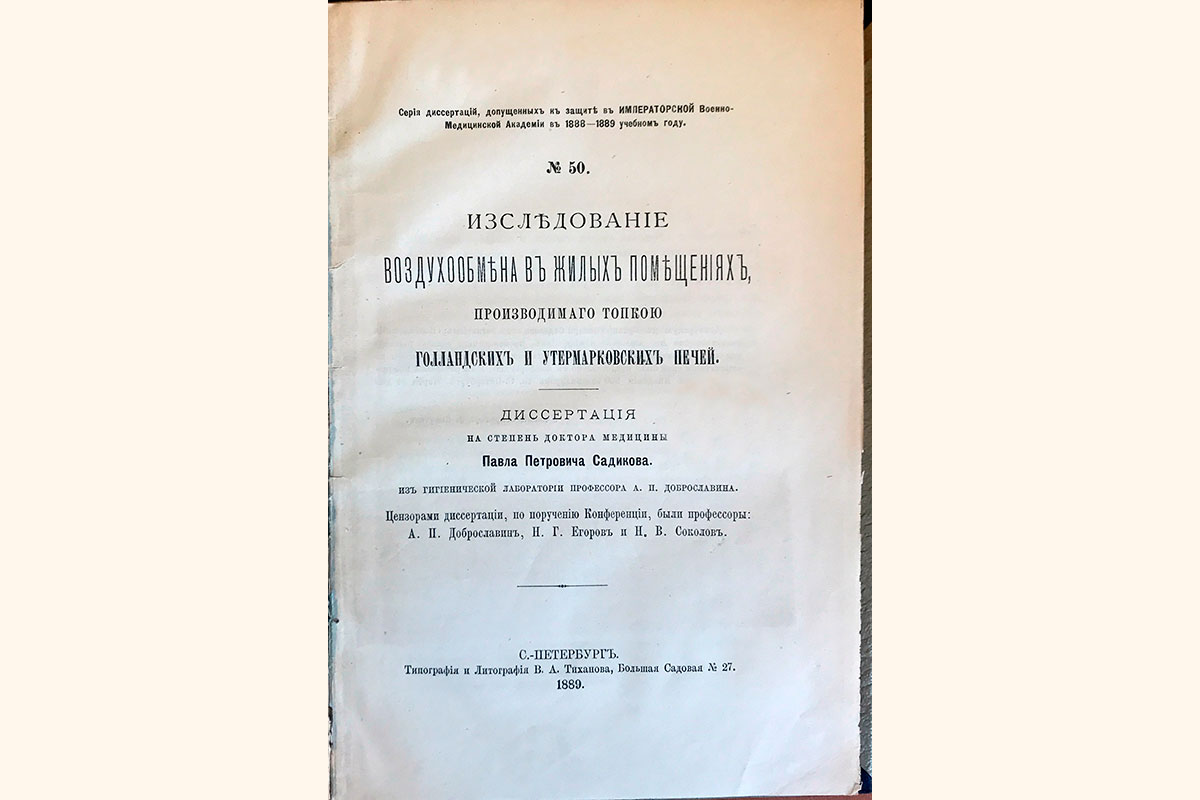 Серія диссертацій, допущенныхъ къ защитѣ въ ИМПЕРАТОРСКОЙ Военно-
Медицинской Академіи въ 1888—1889 учебномъ году.
№ 50.
ИЗСЛѢДОВАНІЕ
ВОЗДУХООБМѢНА ВЪ ЖИЛЫХЪ ПОМѢЩЕНІЯХЪ,
ПРОИЗВОДИМАГО ТОПКОЮ
ГОЛЛАНДСКИХЪ И УТЕРМАРКОВСКИХЪ ПЕЧЕЙ.
ДИССЕРТАЦІЯ
НА СТЕПЕНЬ ДОКТОРА МЕДИЦИНЫ
Павла Петровича Садикова.
ИЗЪ ГИГІЕНИЧЕСКОЙ ЛАБОРАТОРІИ ПРОФЕССОРА А. П. ДОБРОСЛАВИНА.
Цензорами диссертаціи, по порученію Конференціи, были профессоры:
А. П. Доброславинъ, Н. Г. Егоровъ и Н. В. Соколовъ.
С.-ПЕТЕРБУРГЪ.
Типографія и Литографія В. А. Тиханова, Большая Садовая № 27.
1889.